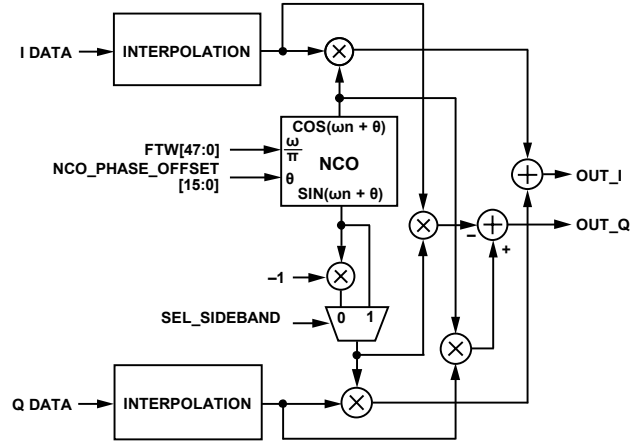 I DATA
INTERPOLATION
COS(ωn + θ)
FTW[47:0]
ω
π
NCO
NCO_PHASE_OFFSET
[15:0]
θ
SIN(ωn + θ)
OUT_I
OUT_Q
–
+
–1
0 1
SEL_SIDEBAND
Q DATA
INTERPOLATION